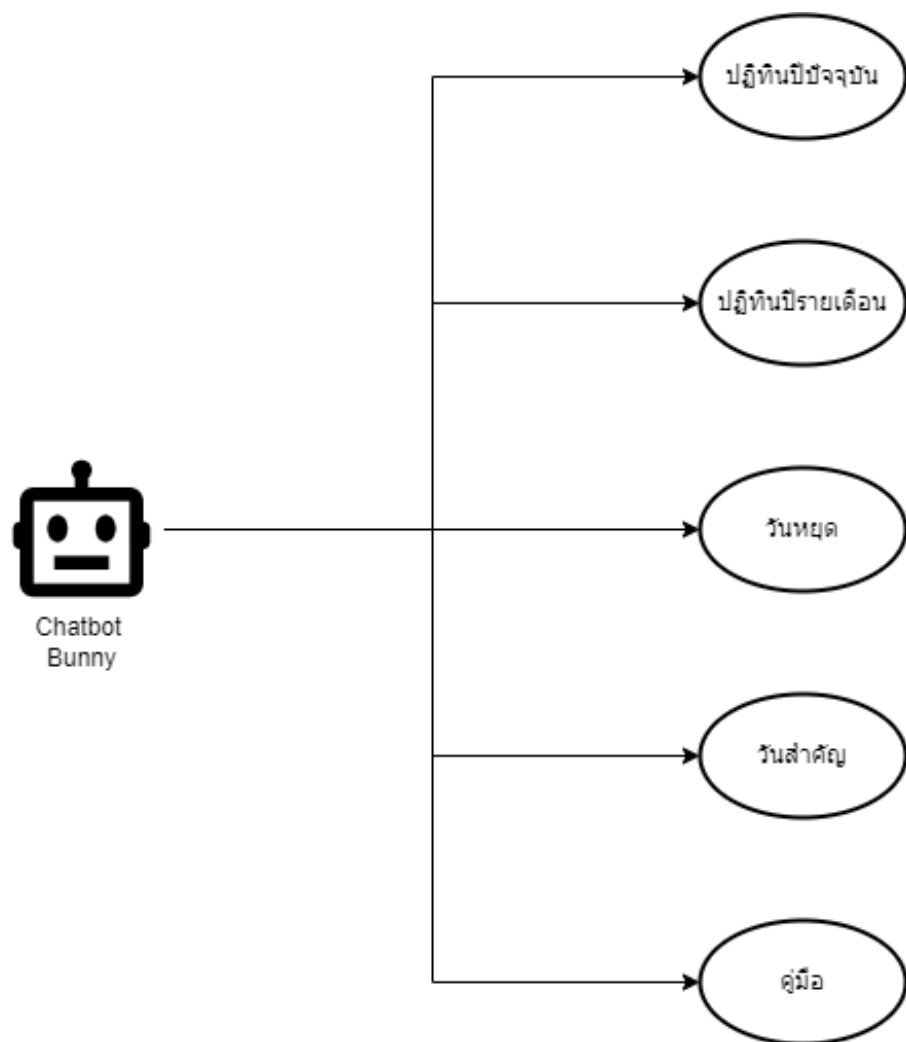 ปฏิทินปีปัจจุบัน
ปฏิทินปีรายเดือน
วันหยุด
Chatbot
Bunny
วันสำคัญ
คู่มือ